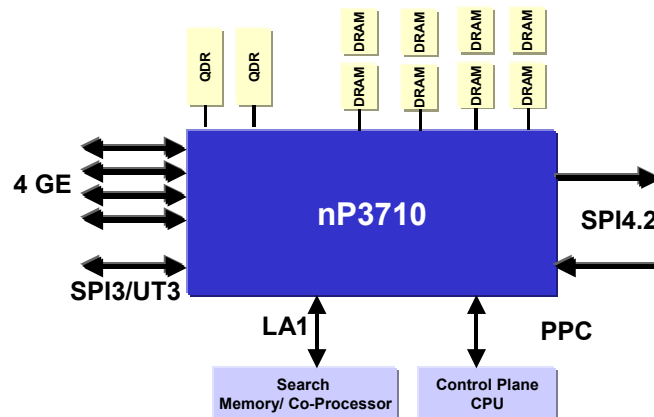 QDR
QDR
DRAM
DRAM
DRAM
DRAM
DRAM
DRAM
DRAM
DRAM
4 GE
nP3710
SPI4.2
SPI3/UT3
LA1
PPC
Search
Memory/ Co-Processor
Control Plane
CPU